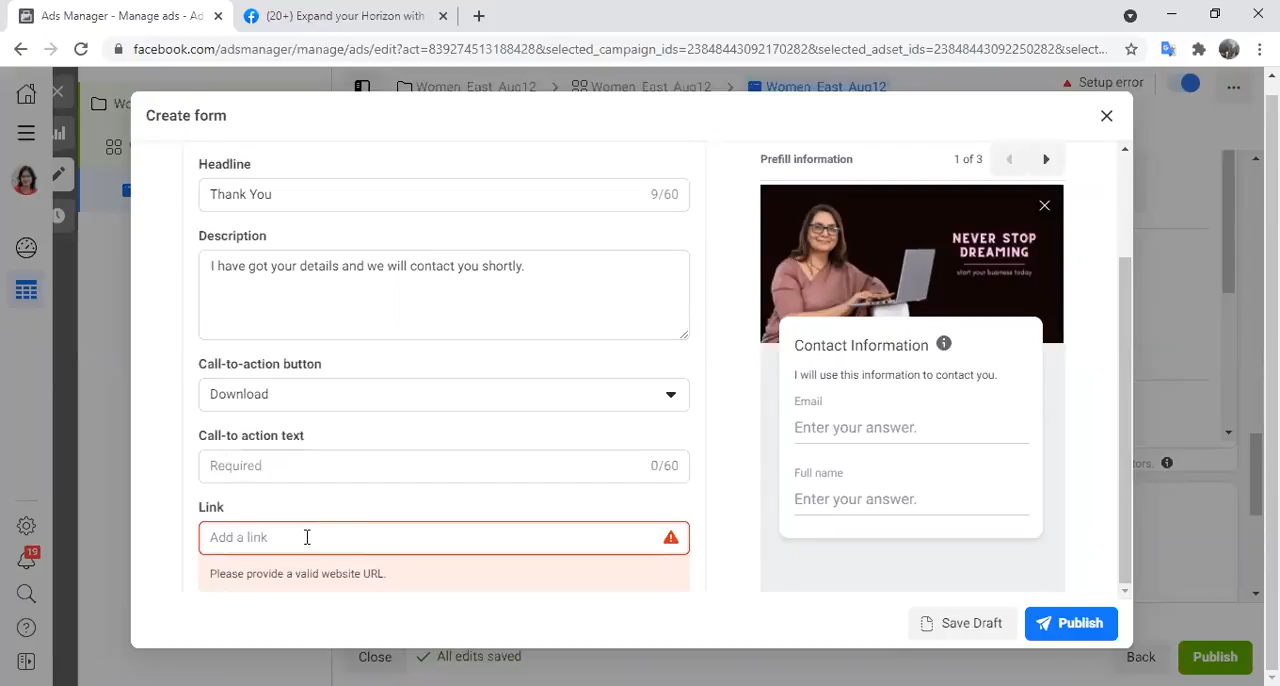 Ads Manager - Manage ads - Ad
(20+) Expand your Horizon with
facebook.com/adsmanager/manage/ads/edit?act=839274513188428&selected_campaign_ids=23848443092170282&selected_adset_ids=23848443092250282&select...
Women_East_Aug12
Women_East_Aug12
Women_East_Aug12
Setup error
Create form
Headline
Thank You
9/60
Description
I have got your details and we will contact you shortly.
Call-to-action button
Download
Call-to action text
Required
0/60
Link
Add a link
Please provide a valid website URL.
Prefill information
1 of 3
NEVER STOP
DREAMING
start your business today
Contact Information
I will use this information to contact you.
Email
Enter your answer.
Full name
Enter your answer.
Save Draft
Publish
19
Close
All edits saved
Back
Publish